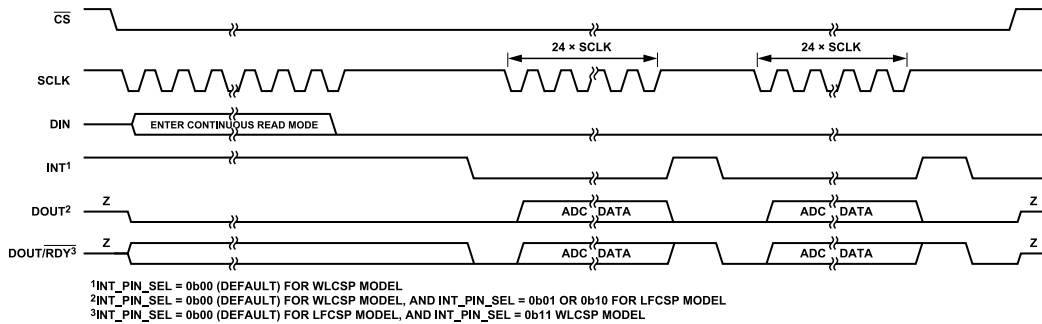 CS
24 × SCLK 24 × SCLK
SCLK
DIN ENTER CONTINUOUS READ MODE
INT1
Z Z
DOUT2 ADC DATA ADC DATA
Z Z
DOUT/RDY3 ADC DATA ADC DATA
1INT_PIN_SEL = 0b00 (DEFAULT) FOR WLCSP MODEL
2INT_PIN_SEL = 0b00 (DEFAULT) FOR WLCSP MODEL, AND INT_PIN_SEL = 0b01 OR 0b10 FOR LFCSP MODEL
3INT_PIN_SEL = 0b00 (DEFAULT) FOR LFCSP MODEL, AND INT_PIN_SEL = 0b11 WLCSP MODEL